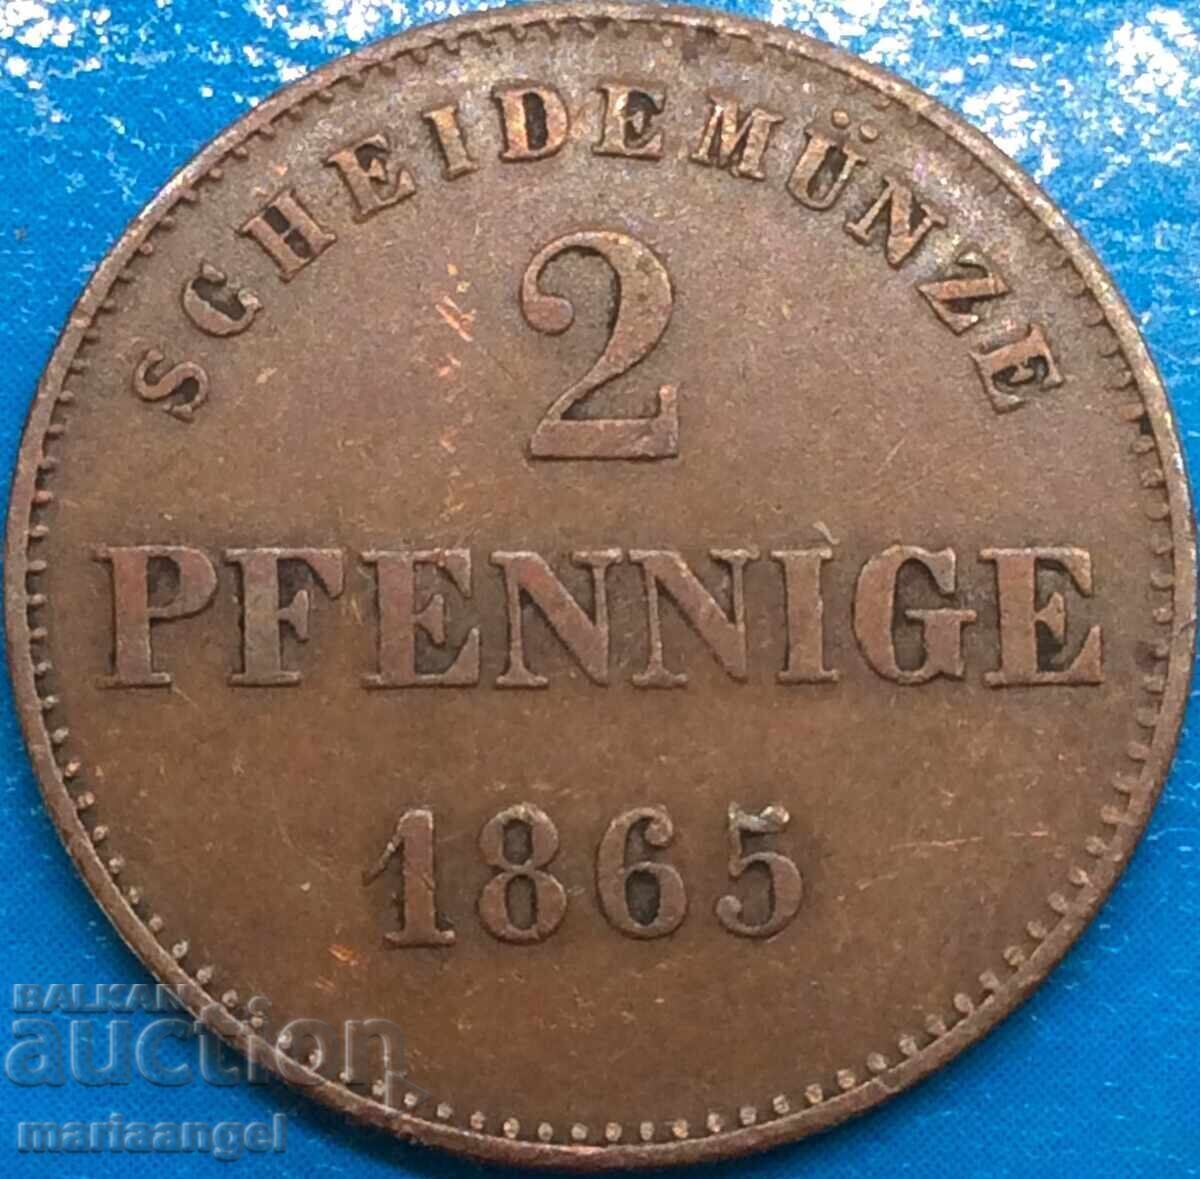 SCHEIDEMÜNZE
2
PFENNIGE
1865
BALKAN
auction
mariaangel